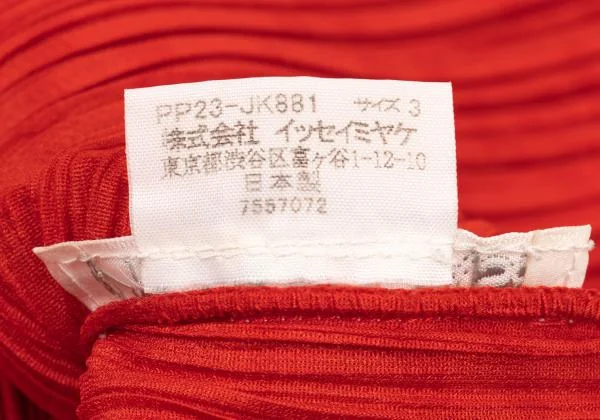 PP23-JK881 サイズ 3
株式会社 イッセイミヤケ
東京都渋谷区富ヶ谷1-12-10
日本製
7557072